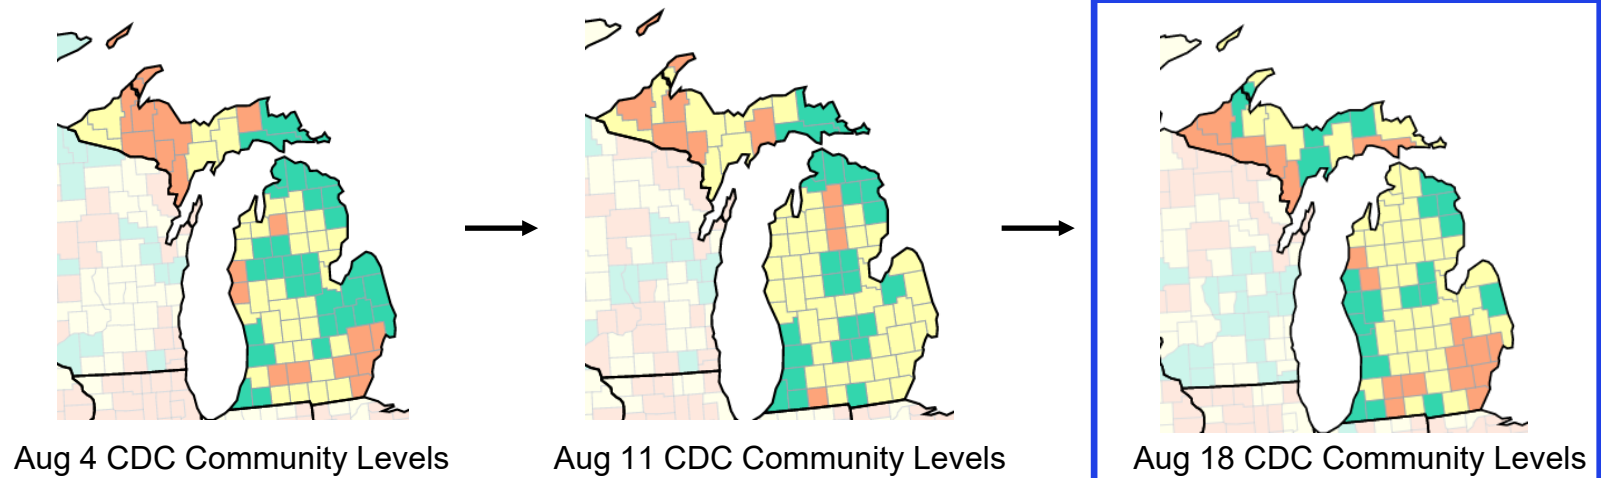 Aug 4 CDC Community Levels
Aug 11 CDC Community Levels
Aug 18 CDC Community Levels